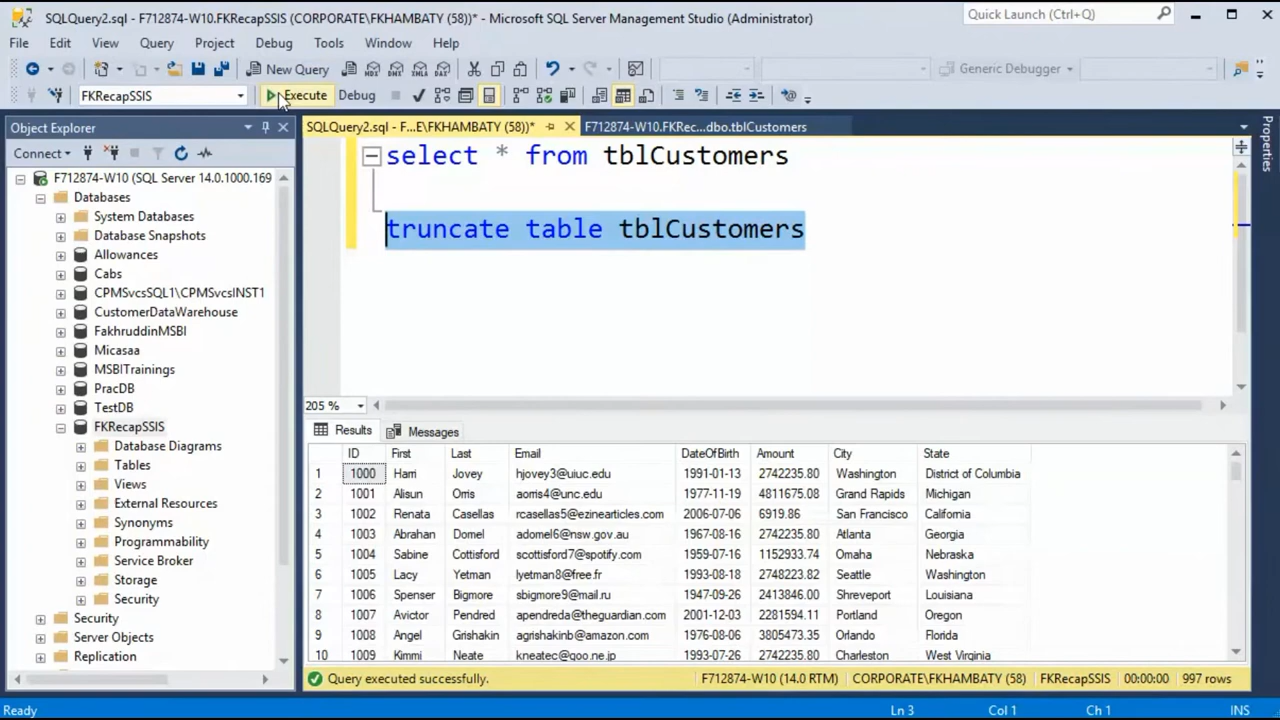 SQLQuery2.sql - F712874-W10.FKRecapSSIS (CORPORATE\FKHAMBATY (58))* - Microsoft SQL Server Management Studio (Administrator)
Quick Launch (Ctrl+Q)
File Edit View Query Project Debug Tools Window Help
New Query MDX DMX XMLA DAX Generic Debugger
FKRecapSSIS Execute Debug
Object Explorer
SQLQuery2.sql - F...E\FKHAMBATY (58))* F712874-W10.FKRec...dbo.tblCustomers
Properties
Connect
F712874-W10 (SQL Server 14.0.1000.169
Databases
System Databases
Database Snapshots
Allowances
Cabs
CPMSvcsSQL1\CPMSvcsINST1
CustomerDataWarehouse
FakhruddinMSBI
Micasaa
MSBITrainings
PracDB
TestDB
FKRecapSSIS
Database Diagrams
Tables
Views
External Resources
Synonyms
Programmability
Service Broker
Storage
Security
Security
Server Objects
Replication
select * from tblCustomers
truncate table tblCustomers
205 %
Results Messages
ID First Last Email DateOfBirth Amount City State
1 1000 Harri Jovey hjovey3@uiuc.edu 1991-01-13 2742235.80 Washington District of Columbia
2 1001 Alisun Orris aorris4@unc.edu 1977-11-19 4811675.08 Grand Rapids Michigan
3 1002 Renata Casellas rcasellas5@ezinearticles.com 2006-07-06 6919.86 San Francisco California
4 1003 Abrahan Domel adomel6@nsw.gov.au 1967-08-16 2742235.80 Atlanta Georgia
5 1004 Sabine Cottisford scottisford7@spotify.com 1959-07-16 1152933.74 Omaha Nebraska
6 1005 Lacy Yetman lyetman8@free.fr 1993-08-18 2748223.82 Seattle Washington
7 1006 Spenser Bigmore sbigmore9@mail.ru 1947-09-26 2413846.00 Shreveport Louisiana
8 1007 Avictor Pendred apendreda@theguardian.com 2001-12-03 2281594.11 Portland Oregon
9 1008 Angel Grishakin agrishakinb@amazon.com 1976-08-06 3805473.35 Orlando Florida
10 1009 Kimmi Neate kneatec@goo.ne.jp 1993-07-26 2742235.80 Charleston West Virginia
Query executed successfully. F712874-W10 (14.0 RTM) CORPORATE\FKHAMBATY (58) FKRecapSSIS 00:00:00 997 rows
Ready Ln 3 Col 1 Ch 1 INS